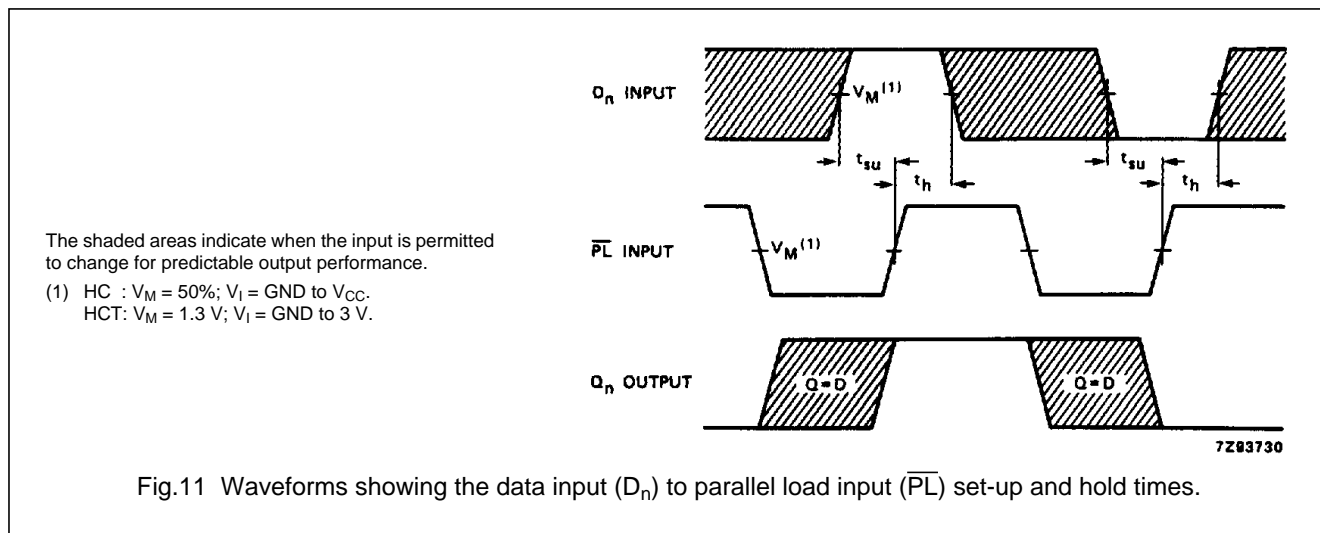 The shaded areas indicate when the input is permitted
to change for predictable output performance.
(1) HC : VM = 50%; VI = GND to VCC.
HCT: VM = 1.3 V; VI = GND to 3 V.
Dn INPUT
VM(1)
tsu
th
tsu
th
PL INPUT
VM(1)
Qn OUTPUT
Q=D
Q=D
7Z93730
Fig.11 Waveforms showing the data input (Dn) to parallel load input (PL) set-up and hold times.